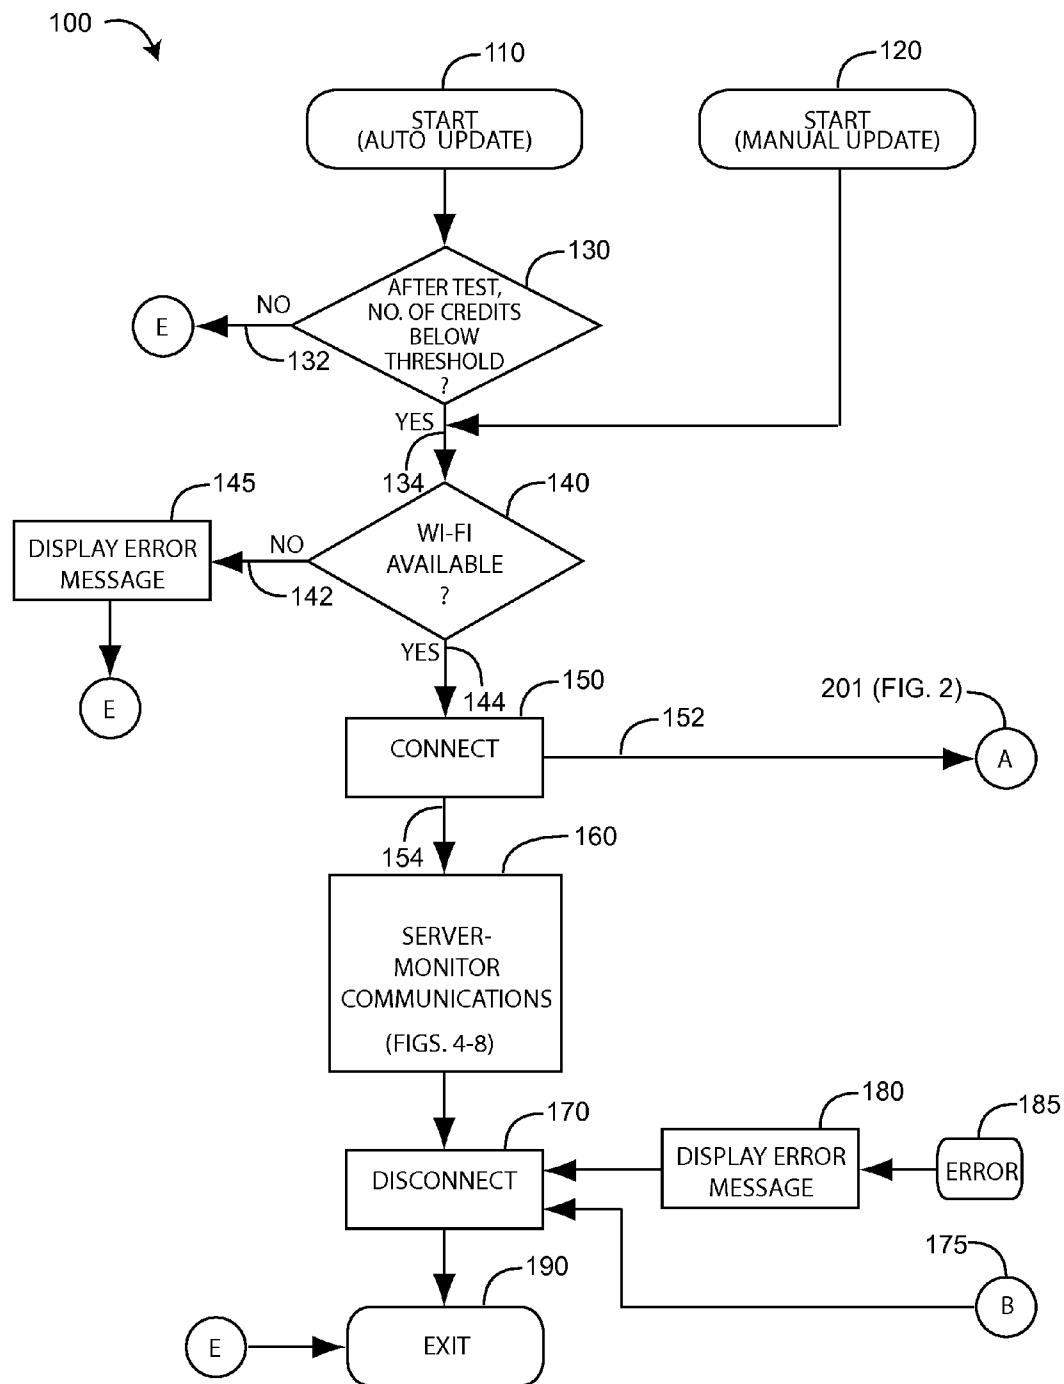 100
110
120
START
(AUTO UPDATE)
START
(MANUAL UPDATE)
130
AFTER TEST,
NO. OF CREDITS
BELOW
THRESHOLD
?
NO
E
132
YES
134
140
145
WI-FI
AVAILABLE
?
NO
DISPLAY ERROR
MESSAGE
142
YES
144
E
150
201 (FIG. 2)
152
CONNECT
A
154
160
SERVER-
MONITOR
COMMUNICATIONS
(FIGS. 4-8)
170
180
185
DISCONNECT
DISPLAY ERROR
MESSAGE
ERROR
175
190
B
E
EXIT